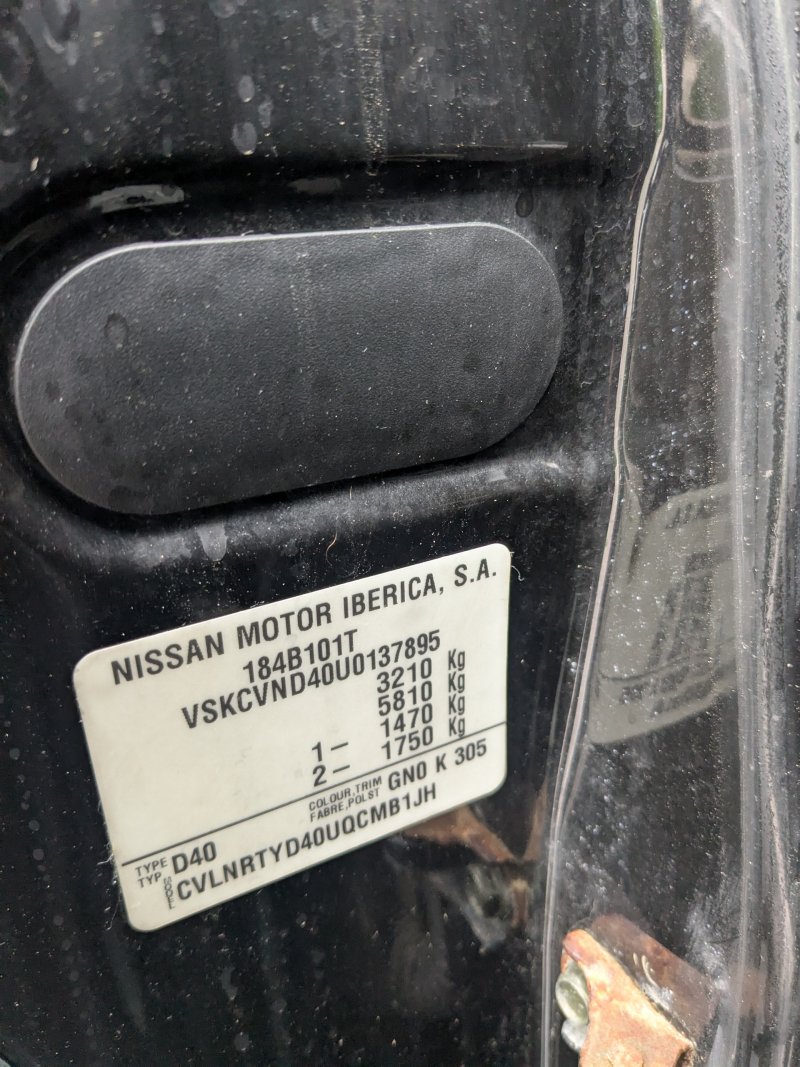 NISSAN MOTOR IBERICA, S.A.
184B101T
VSKCVND40U0137895
3210 Kg
5810 Kg
1 – 1470 Kg
2 – 1750 Kg
COLOUR,TRIM GN0 K 305
FABRE,POLST
TYPE D40
TYP
MODEL CVLNRTYD40UQCMB1JH